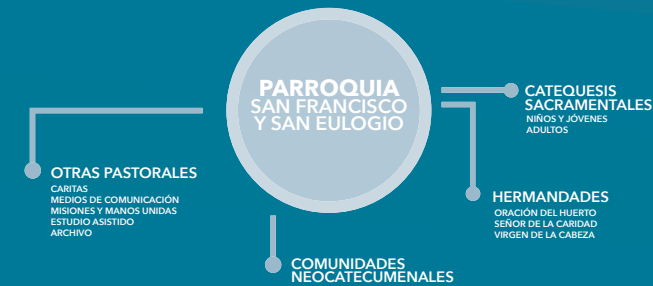 PARROQUIA
SAN FRANCISCO
Y SAN EULOGIO
CATEQUESIS
SACRAMENTALES
NIÑOS Y JÓVENES
ADULTOS
OTRAS PASTORALES
CARITAS
MEDIOS DE COMUNICACIÓN
MISIONES Y MANOS UNIDAS
ESTUDIO ASISTIDO
ARCHIVO
HERMANDADES
ORACIÓN DEL HUERTO
SEÑOR DE LA CARIDAD
VIRGEN DE LA CABEZA
COMUNIDADES
NEOCATECUMENALES